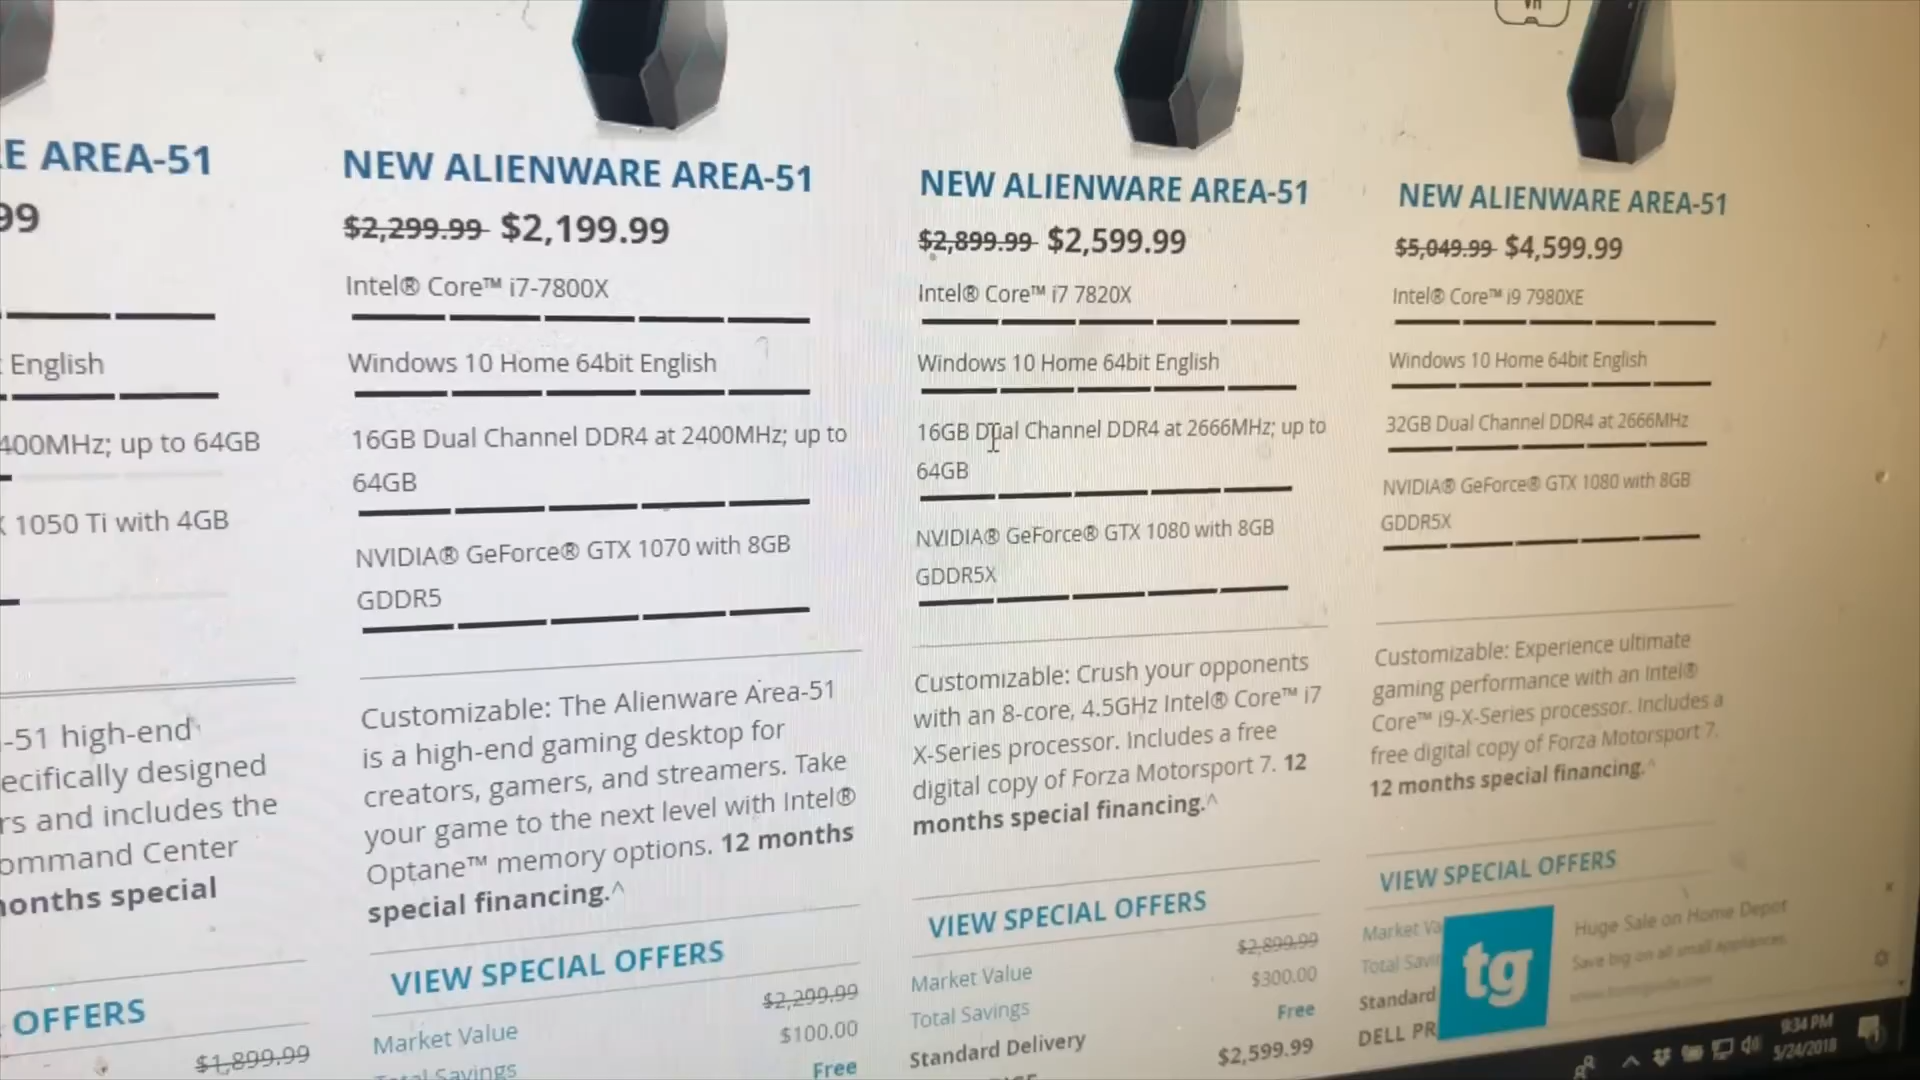 E AREA-51
99
English
400MHz; up to 64GB
1050 Ti with 4GB
-51 high-end
ecifically designed
rs and includes the
ommand Center
onths special
OFFERS
$1,899.99
NEW ALIENWARE AREA-51
$2,299.99 $2,199.99
Intel® Core™ i7-7800X
Windows 10 Home 64bit English
16GB Dual Channel DDR4 at 2400MHz; up to
64GB
NVIDIA® GeForce® GTX 1070 with 8GB
GDDR5
Customizable: The Alienware Area-51
is a high-end gaming desktop for
creators, gamers, and streamers. Take
your game to the next level with Intel®
Optane™ memory options. 12 months
special financing.^
VIEW SPECIAL OFFERS
$2,299.99
Market Value
$100.00
Total Savings
Free
NEW ALIENWARE AREA-51
$2,899.99 $2,599.99
Intel® Core™ i7 7820X
Windows 10 Home 64bit English
16GB Dual Channel DDR4 at 2666MHz; up to
64GB
NVIDIA® GeForce® GTX 1080 with 8GB
GDDR5X
Customizable: Crush your opponents
with an 8-core, 4.5GHz Intel® Core™ i7
X-Series processor. Includes a free
digital copy of Forza Motorsport 7. 12
months special financing.^
VIEW SPECIAL OFFERS
$2,899.99
Market Value
$300.00
Total Savings
Free
Standard Delivery
$2,599.99
VR
NEW ALIENWARE AREA-51
$5,049.99 $4,599.99
Intel® Core™ i9 7980XE
Windows 10 Home 64bit English
32GB Dual Channel DDR4 at 2666MHz
NVIDIA® GeForce® GTX 1080 with 8GB
GDDR5X
Customizable: Experience ultimate
gaming performance with an Intel®
Core™ i9-X-Series processor. Includes a
free digital copy of Forza Motorsport 7.
12 months special financing.^
VIEW SPECIAL OFFERS
Market Va
Total Savi
Standard
DELL PR
tg
Huge Sale on Home Depot
Save big on all small appliances.
9:34 PM
5/24/2018